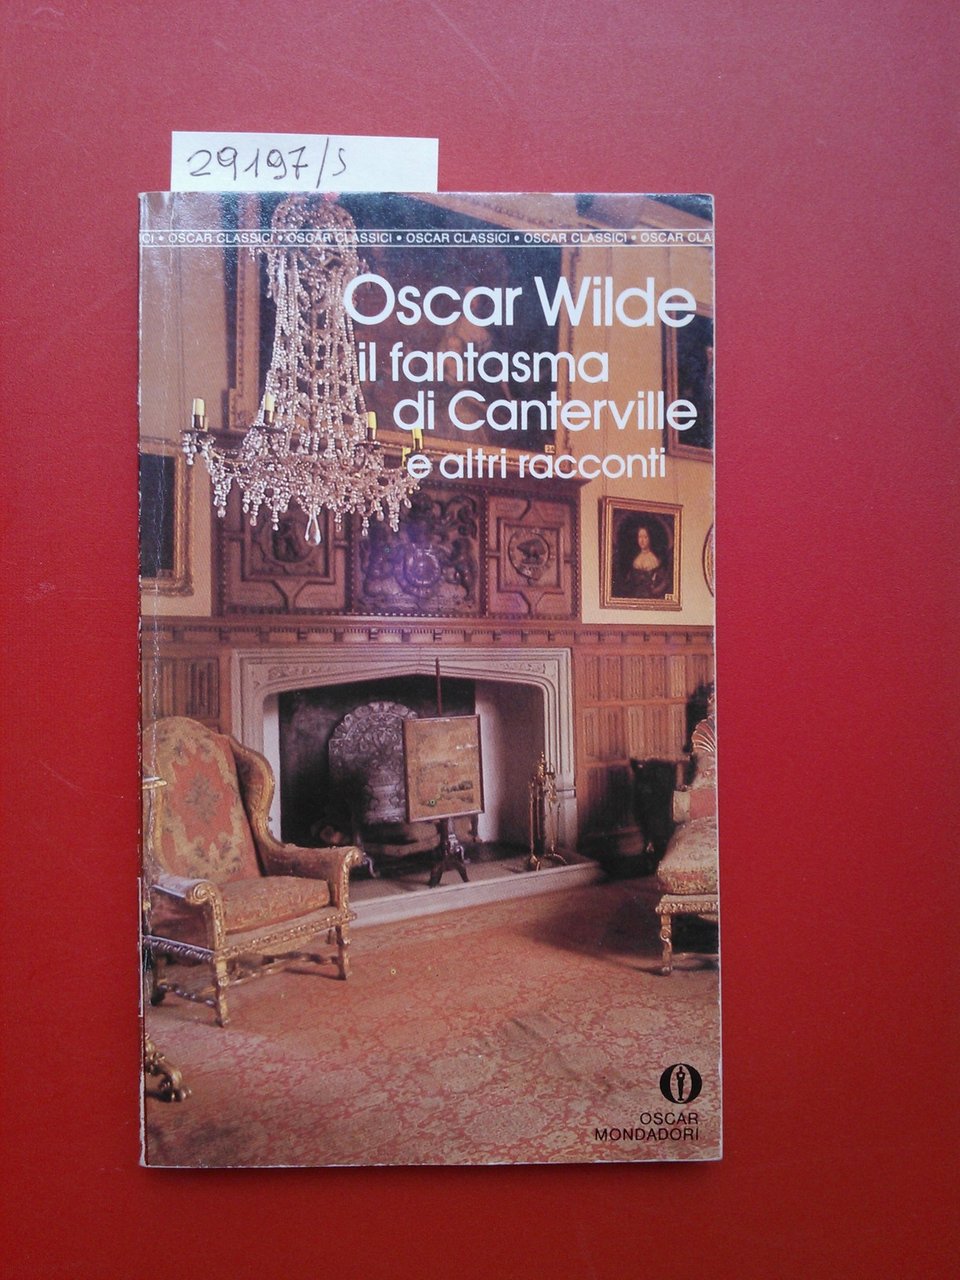 29197/S
CI • OSCAR CLASSICI • OSCAR CLASSICI • OSCAR CLASSICI • OSCAR CLASSICI • OSCAR CLA
Oscar Wilde
il fantasma
di Canterville
e altri racconti
OSCAR
MONDADORI